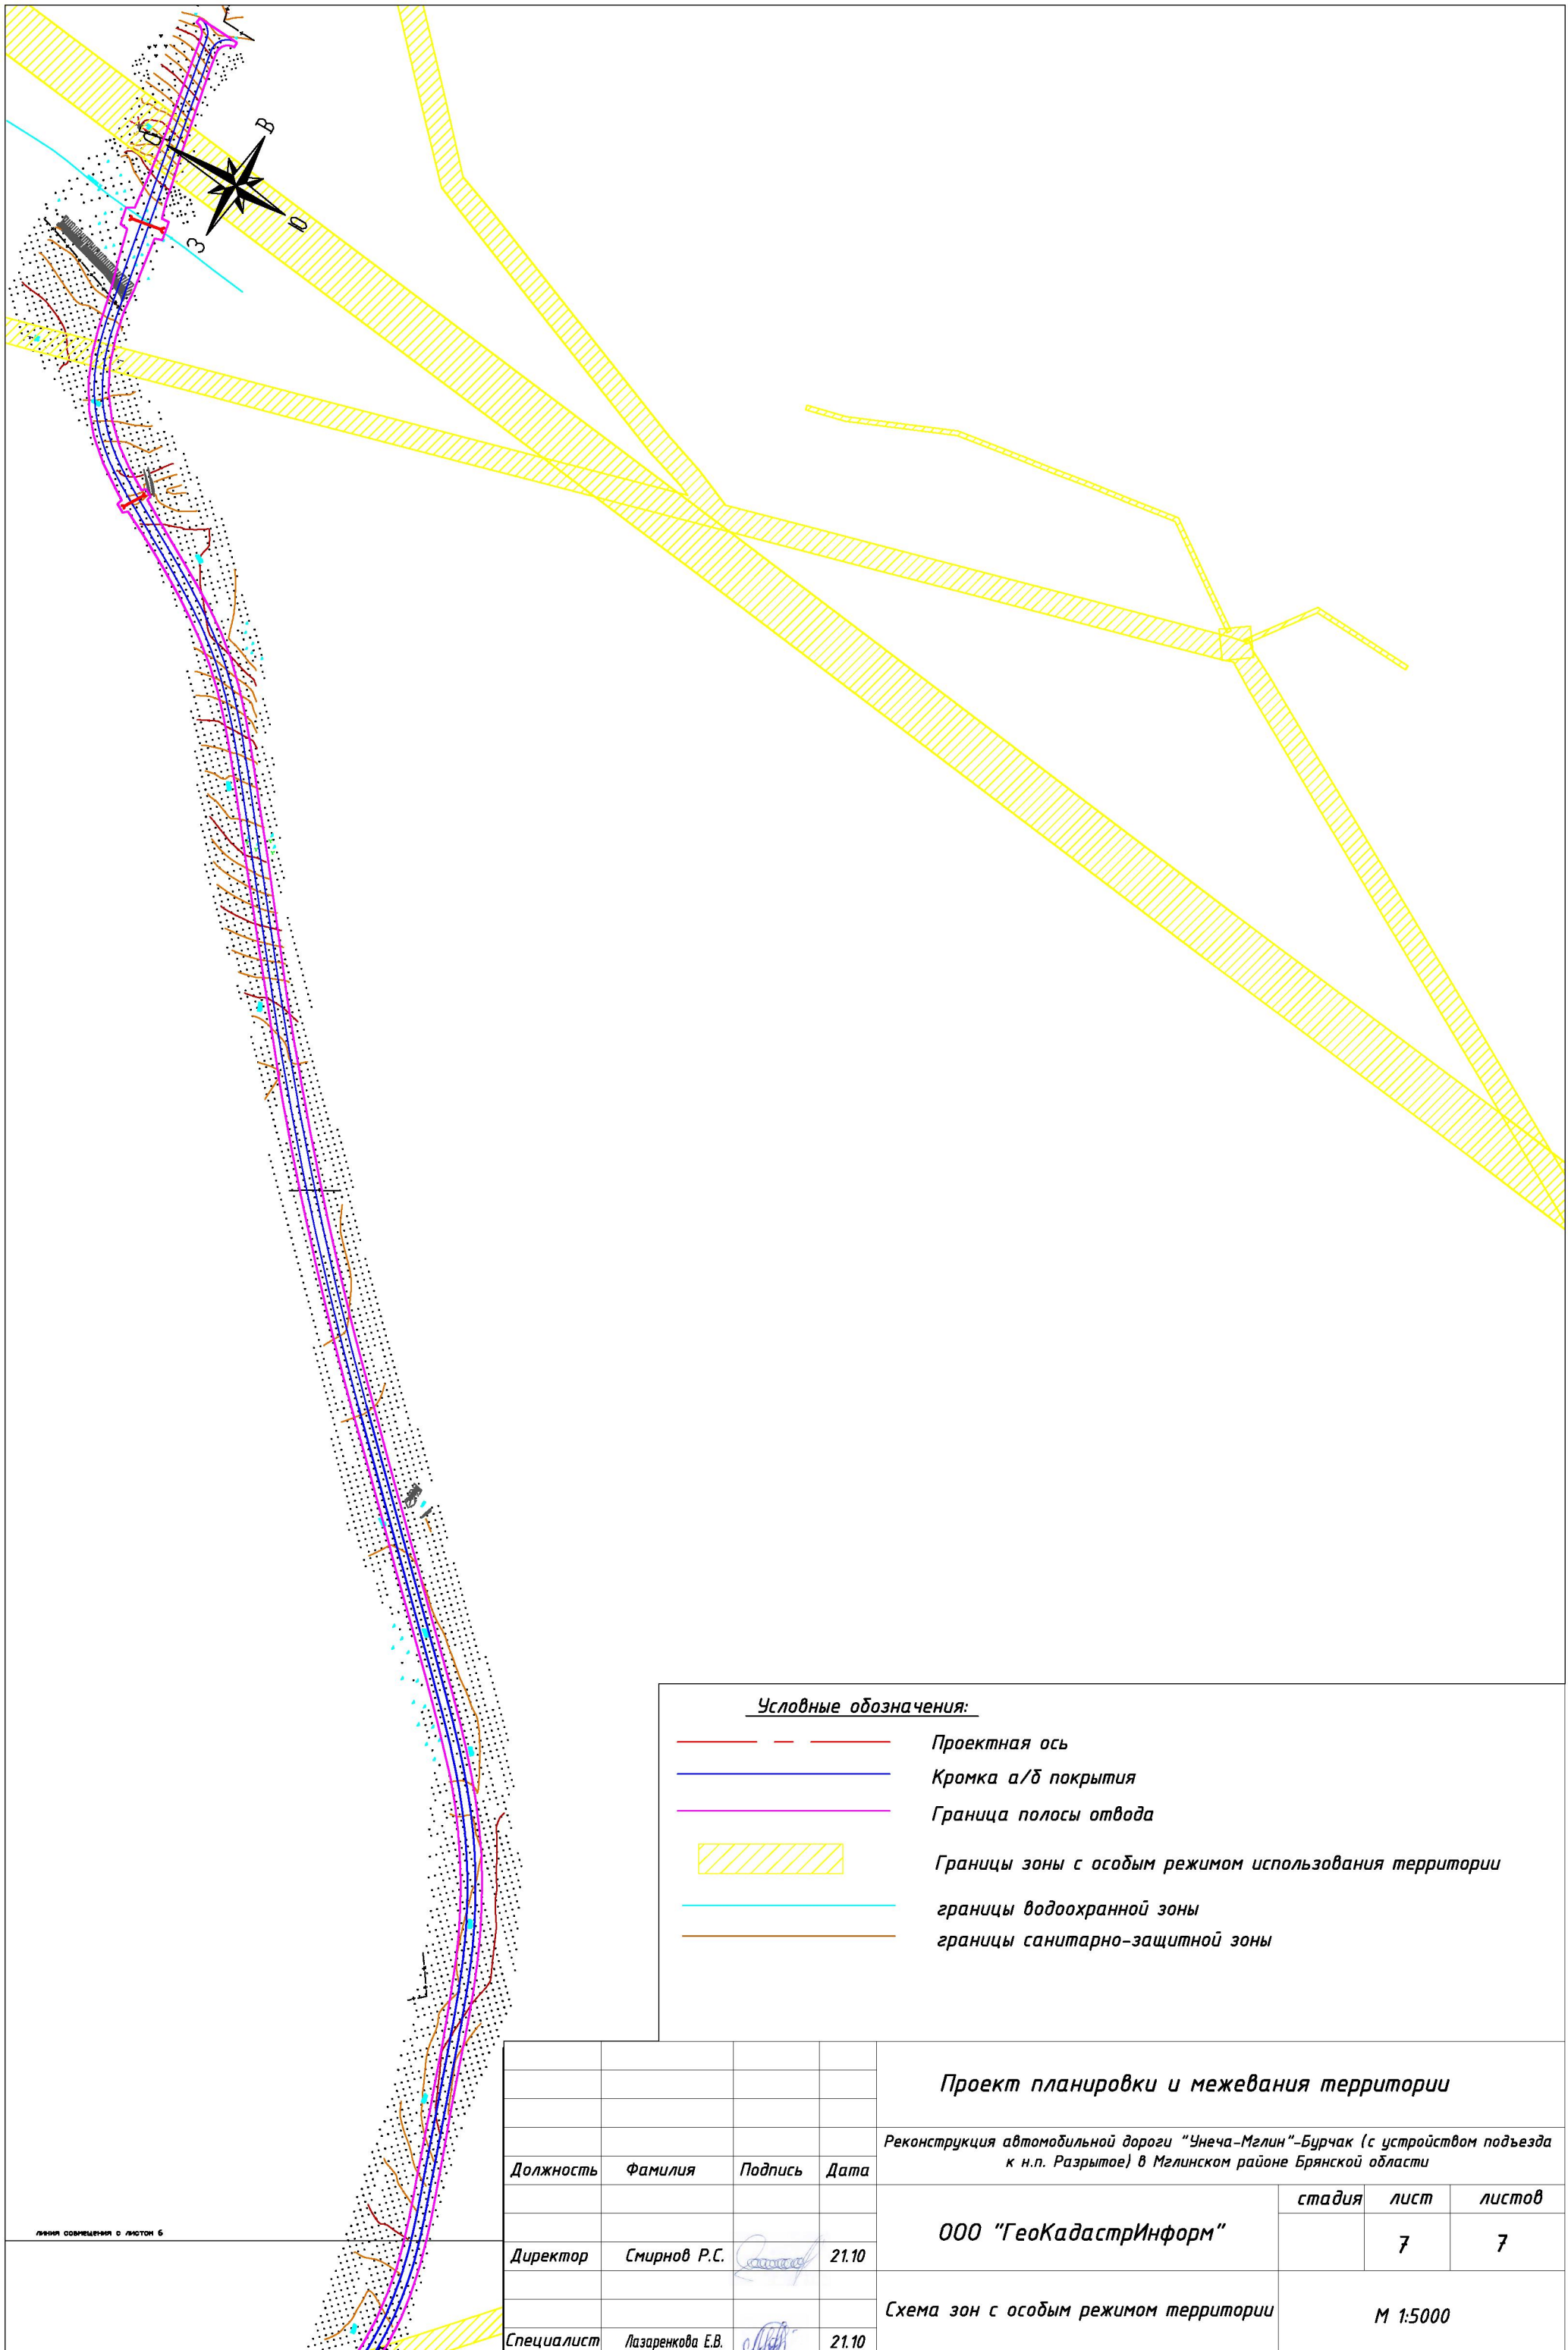 С
В
З
Ю
Условные обозначения:
Проектная ось
Кромка а/б покрытия
Граница полосы отвода
Границы зоны с особым режимом использования территории
границы водоохранной зоны
границы санитарно-защитной зоны
линия совмещения с листом 6
Проект планировки и межевания территории
Реконструкция автомобильной дороги "Унеча-Мглин"-Бурчак (с устройством подъезда
к н.п. Разрытое) в Мглинском районе Брянской области
Должность Фамилия Подпись Дата
ООО "ГеоКадастрИнформ"
стадия лист листов
7 7
Директор Смирнов Р.С. 21.10
Схема зон с особым режимом территории
М 1:5000
Специалист Лазаренкова Е.В. 21.10